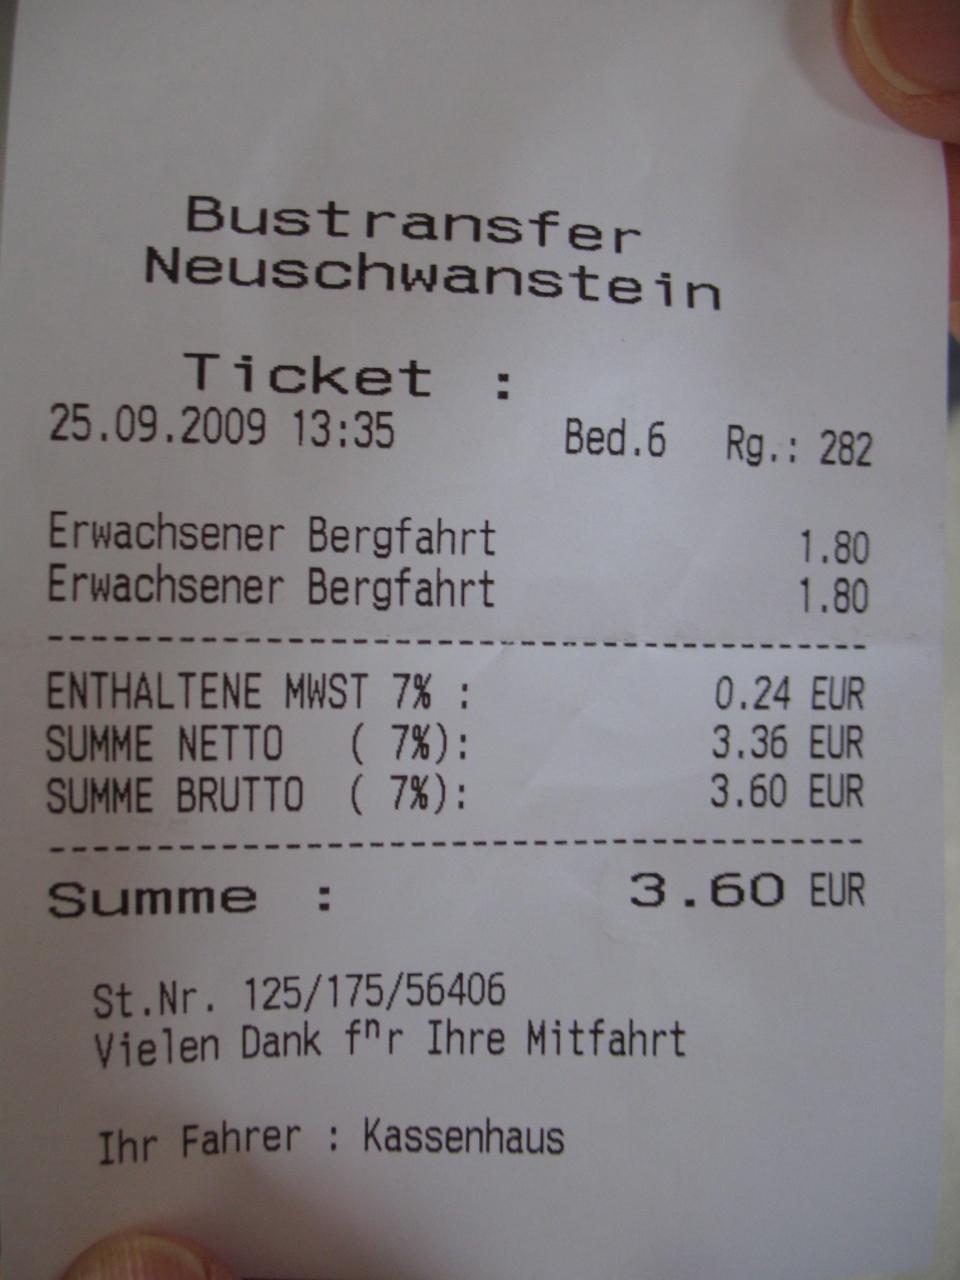 Bustransfer
Neuschwanstein
Ticket :
25.09.2009 13:35 Bed.6 Rg.: 282
Erwachsener Bergfahrt 1.80
Erwachsener Bergfahrt 1.80
----------------------------------------
ENTHALTENE MWST 7% : 0.24 EUR
SUMME NETTO ( 7%): 3.36 EUR
SUMME BRUTTO ( 7%): 3.60 EUR
----------------------------------------
Summe : 3.60 EUR
St.Nr. 125/175/56406
Vielen Dank fⁿr Ihre Mitfahrt
Ihr Fahrer : Kassenhaus